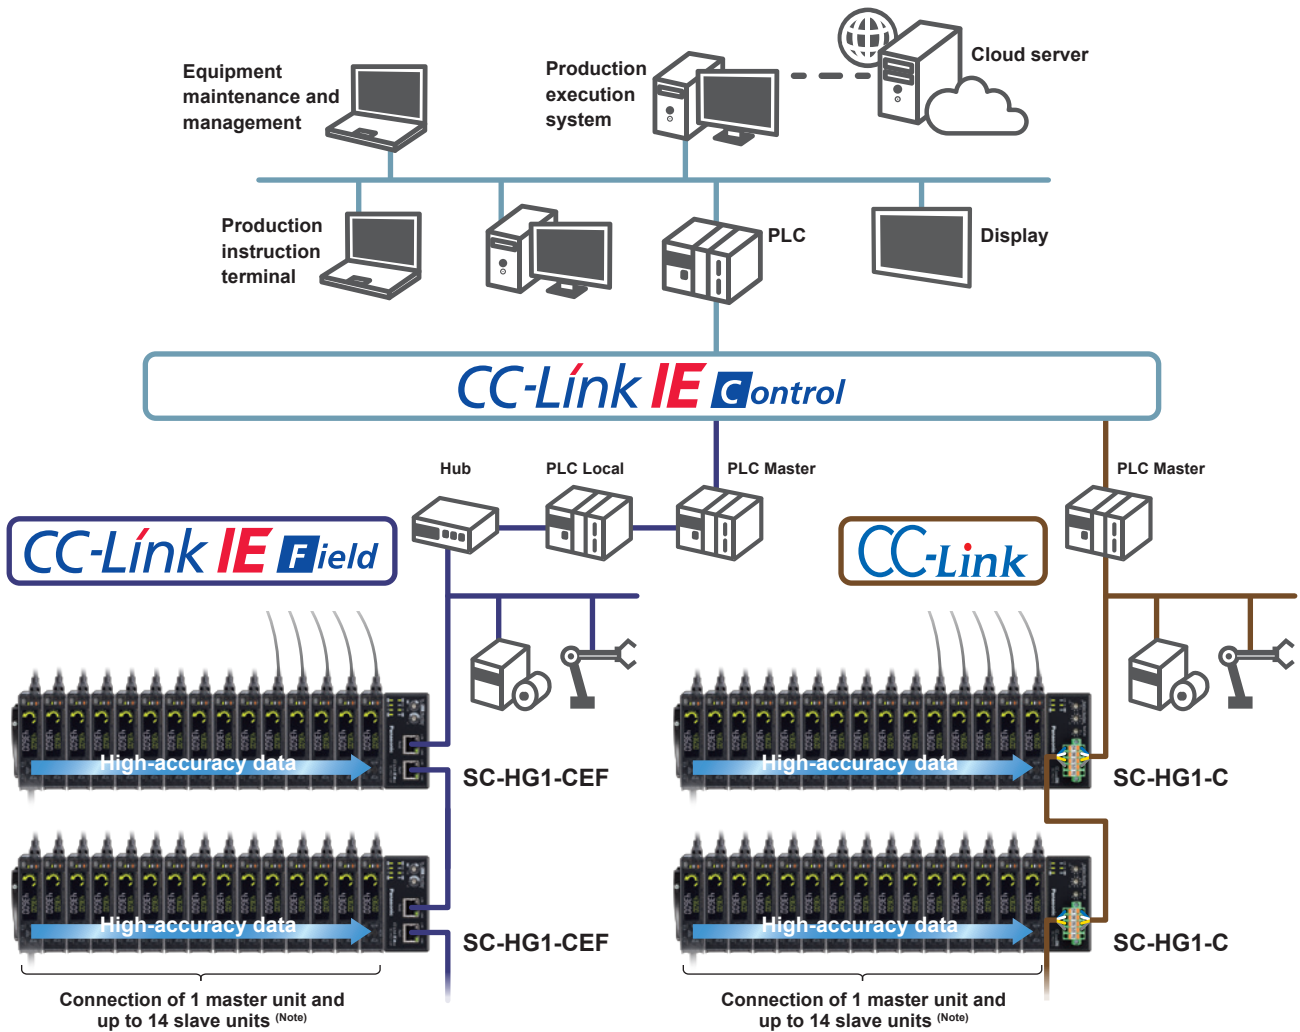 Equipment
maintenance and
management
Production
execution
system
Cloud server
Production
instruction
terminal
PLC
Display
CC-Link IE Control
Hub
PLC Local
PLC Master
PLC Master
CC-Link IE Field
CC-Link
High-accuracy data
SC-HG1-CEF
High-accuracy data
SC-HG1-C
High-accuracy data
SC-HG1-CEF
High-accuracy data
SC-HG1-C
Connection of 1 master unit and
up to 14 slave units (Note)
Connection of 1 master unit and
up to 14 slave units (Note)